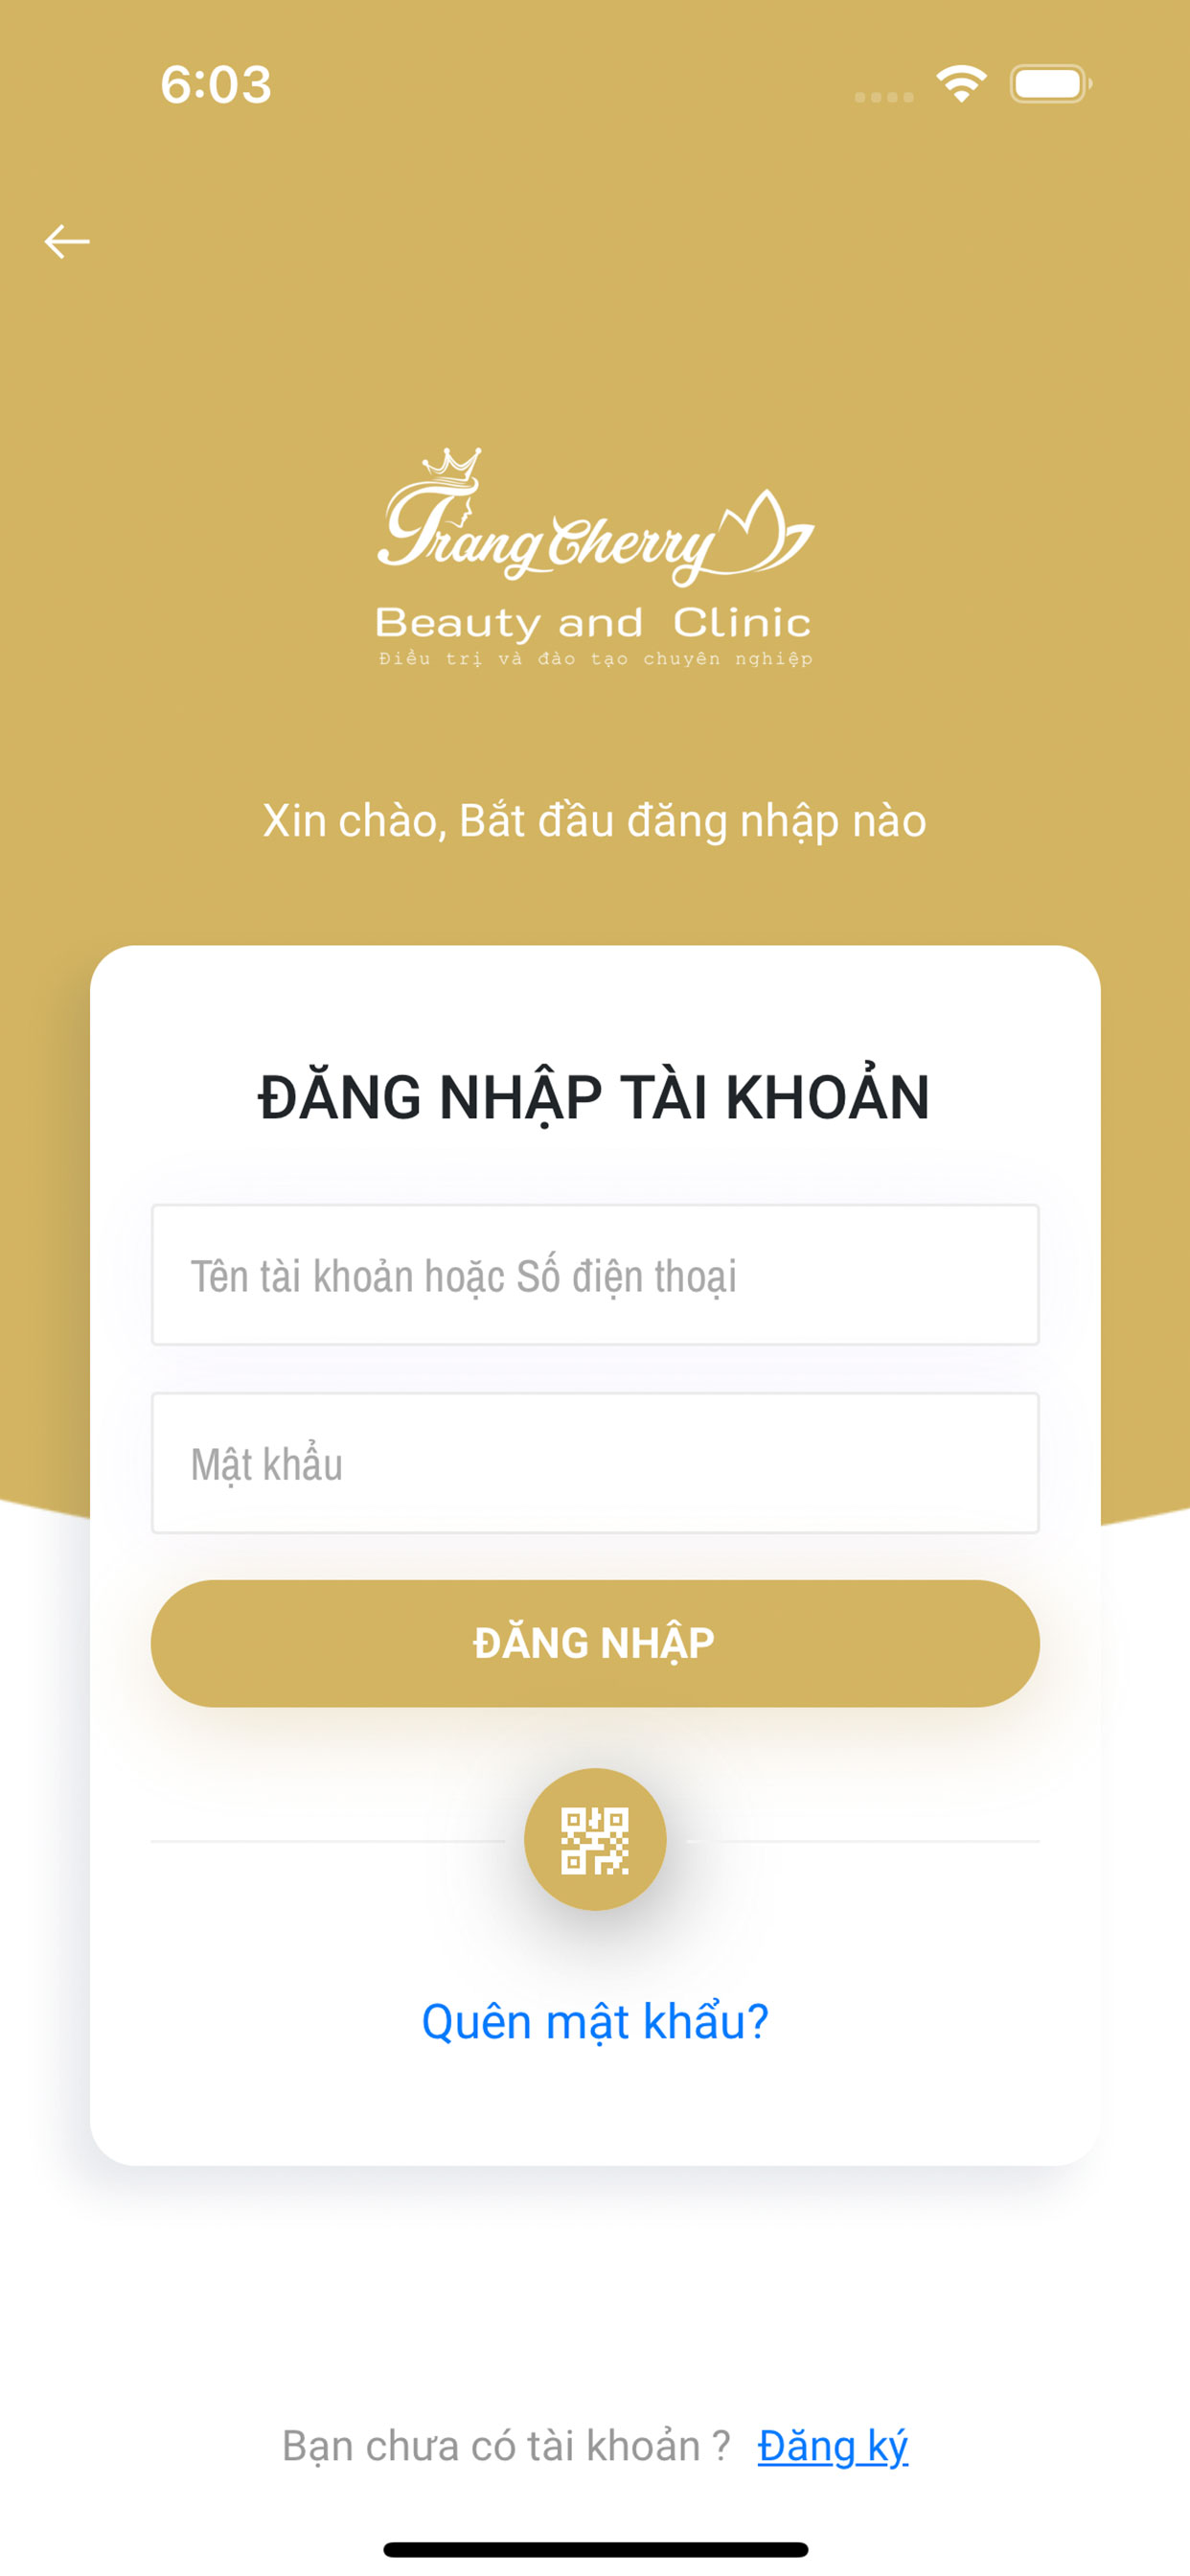 6:03
Trang Cherry
Beauty and Clinic
Điều trị và đào tạo chuyên nghiệp
Xin chào, Bắt đầu đăng nhập nào
ĐĂNG NHẬP TÀI KHOẢN
Tên tài khoản hoặc Số điện thoại
Mật khẩu
ĐĂNG NHẬP
Quên mật khẩu?
Bạn chưa có tài khoản ? Đăng ký